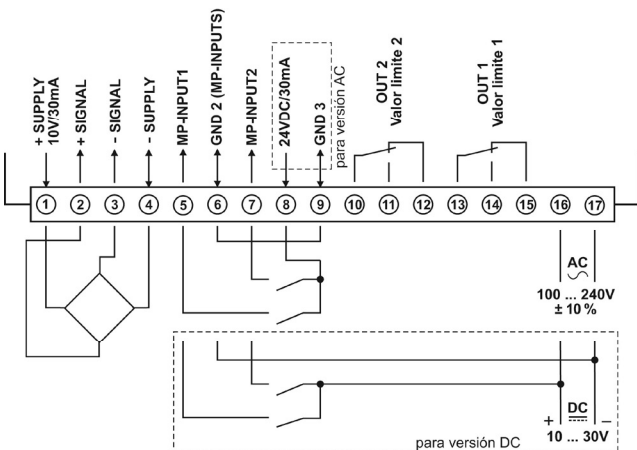 + SUPPLY
10V/30mA
+ SIGNAL
- SIGNAL
- SUPPLY
MP-INPUT1
GND 2 (MP-INPUTS)
MP-INPUT2
24VDC/30mA
GND 3
para versión AC
OUT 2
Valor limite 2
OUT 1
Valor limite 1
1 2 3 4 5 6 7 8 9 10 11 12 13 14 15 16 17
AC
100 ... 240V
± 10 %
+ DC −
10 ... 30V
para versión DC